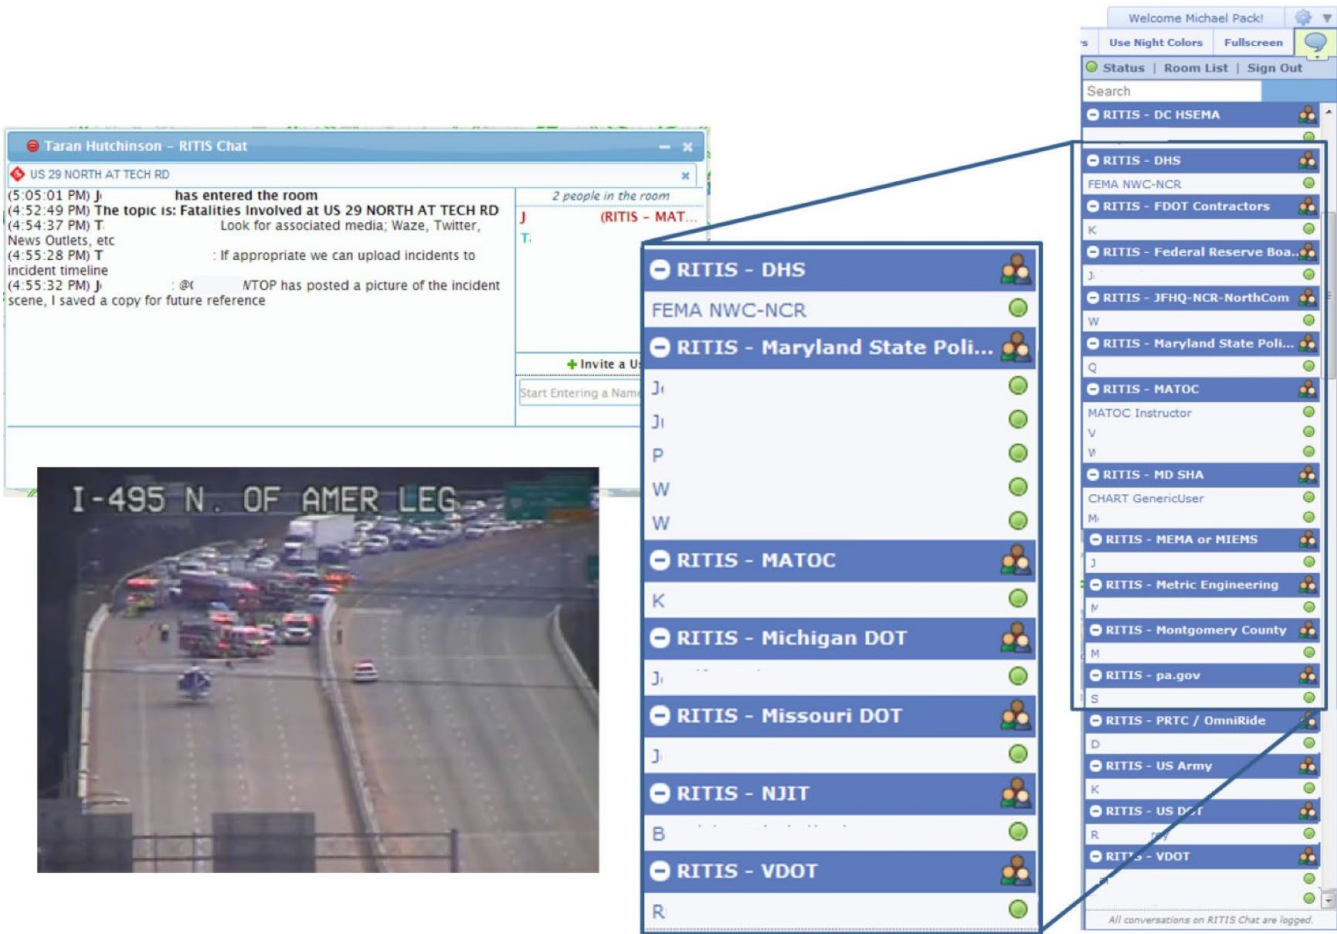 Welcome Michael Pack!
s Use Night Colors Fullscreen
Status | Room List | Sign Out
Search
RITIS - DC HSEMA
RITIS - DHS
FEMA NWC-NCR
RITIS - FDOT Contractors
K
RITIS - Federal Reserve Boa...
J
RITIS - JFHQ-NCR-NorthCom
W
RITIS - Maryland State Poli...
Q
RITIS - MATOC
MATOC Instructor
V
W
RITIS - MD SHA
CHART GenericUser
M
RITIS - MEMA or MIEMS
J
RITIS - Metric Engineering
M
RITIS - Montgomery County
M
RITIS - pa.gov
S
RITIS - PRTC / OmniRide
D
RITIS - US Army
K
RITIS - US DOT
R
RITIS - VDOT
All conversations on RITIS Chat are logged.
Taran Hutchinson - RITIS Chat
US 29 NORTH AT TECH RD
(5:05:01 PM) J has entered the room
(4:52:49 PM) The topic is: Fatalities Involved at US 29 NORTH AT TECH RD
(4:54:37 PM) T Look for associated media; Waze, Twitter,
News Outlets, etc
(4:55:28 PM) T : If appropriate we can upload incidents to
incident timeline
(4:55:32 PM) J : @ WTOP has posted a picture of the incident
scene, I saved a copy for future reference
2 people in the room
J (RITIS - MAT...
T
Invite a Us
Start Entering a Name
RITIS - DHS
FEMA NWC-NCR
RITIS - Maryland State Poli...
J
J
P
W
W
RITIS - MATOC
K
RITIS - Michigan DOT
J
RITIS - Missouri DOT
J
RITIS - NJIT
B
RITIS - VDOT
R
I-495 N. OF AMER LEG